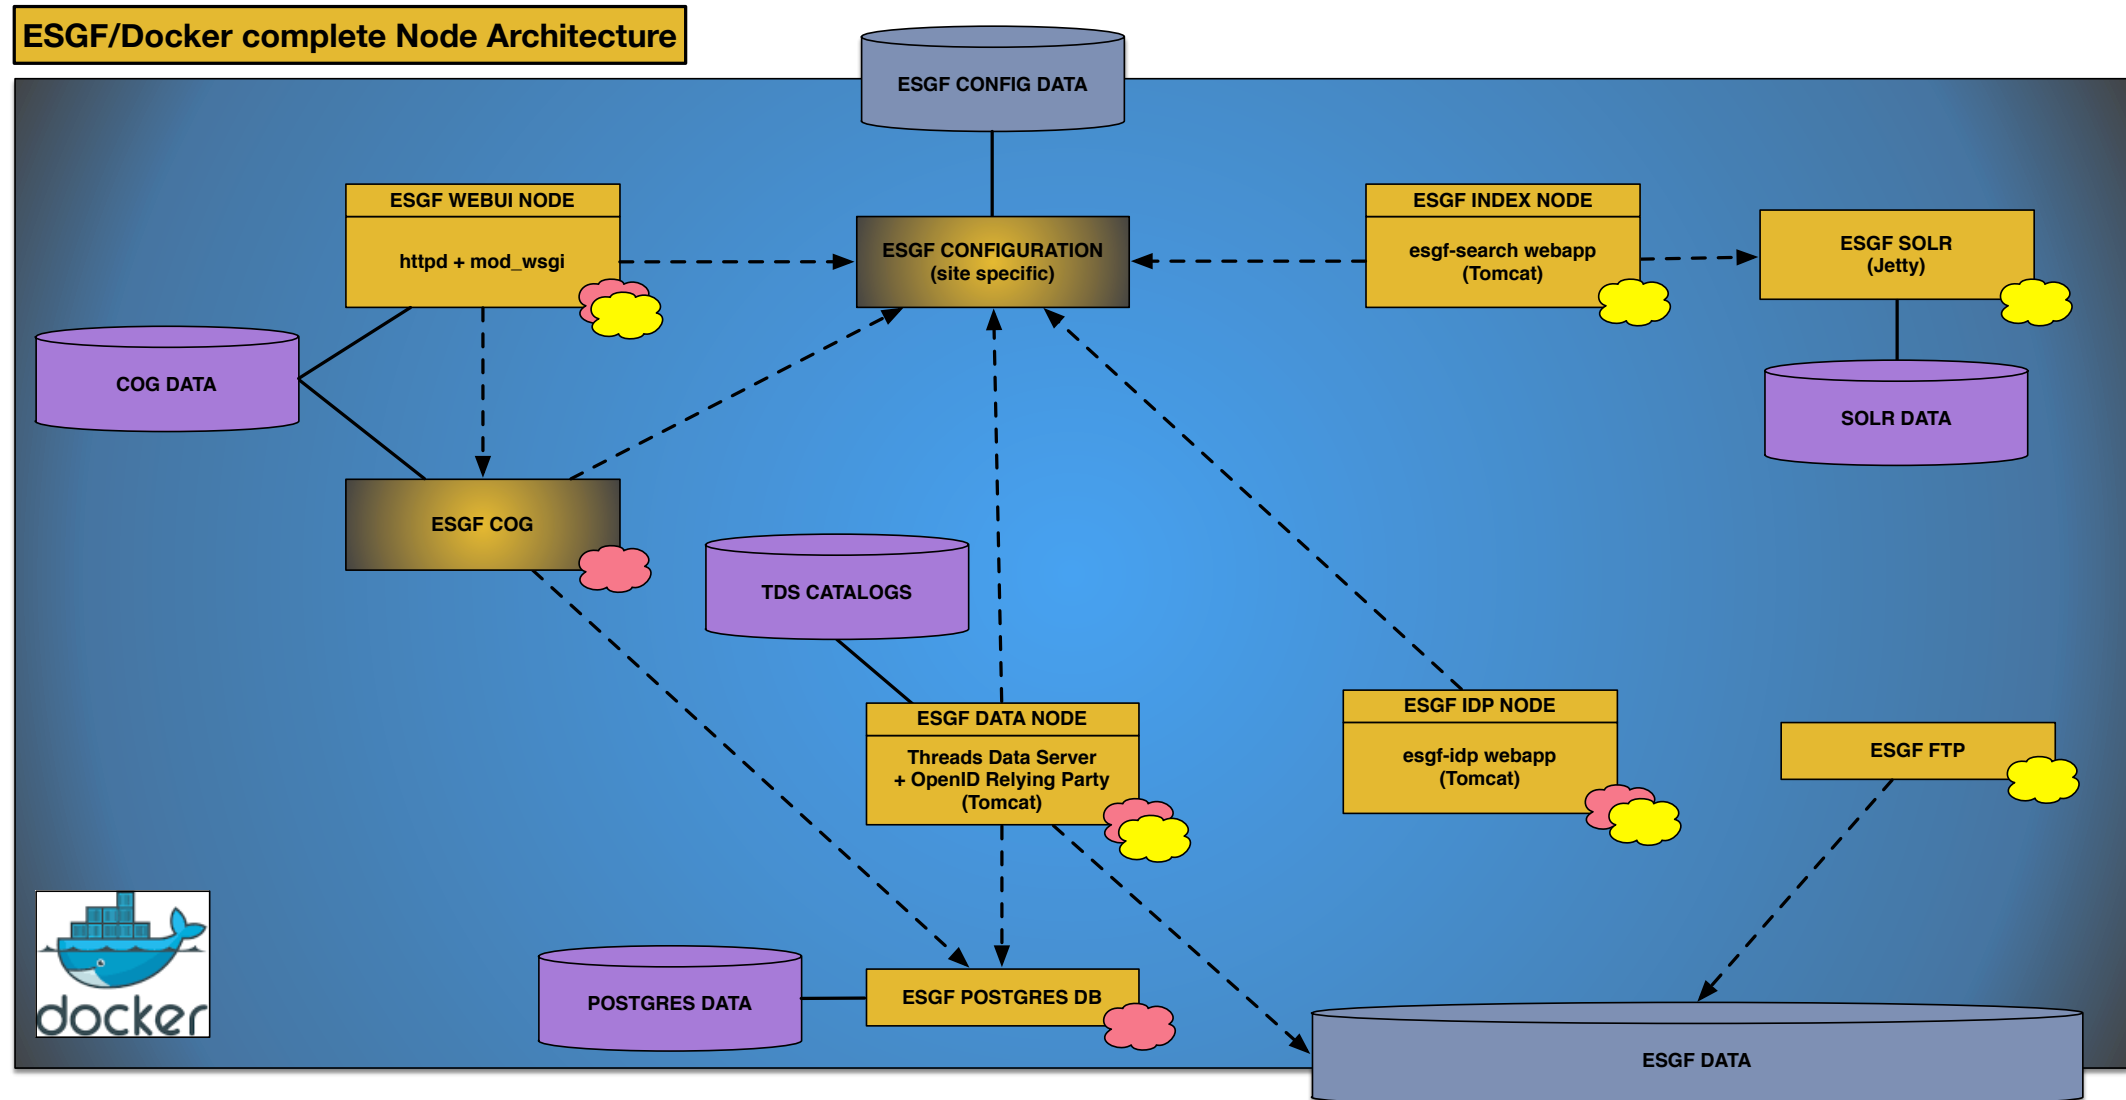 ESGF/Docker complete Node Architecture
ESGF CONFIG DATA
ESGF WEBUI NODE
httpd + mod_wsgi
ESGF CONFIGURATION
(site specific)
ESGF INDEX NODE
esgf-search webapp
(Tomcat)
ESGF SOLR
(Jetty)
COG DATA
SOLR DATA
ESGF COG
TDS CATALOGS
ESGF DATA NODE
Threads Data Server
+ OpenID Relying Party
(Tomcat)
ESGF IDP NODE
esgf-idp webapp
(Tomcat)
ESGF FTP
docker
POSTGRES DATA
ESGF POSTGRES DB
ESGF DATA